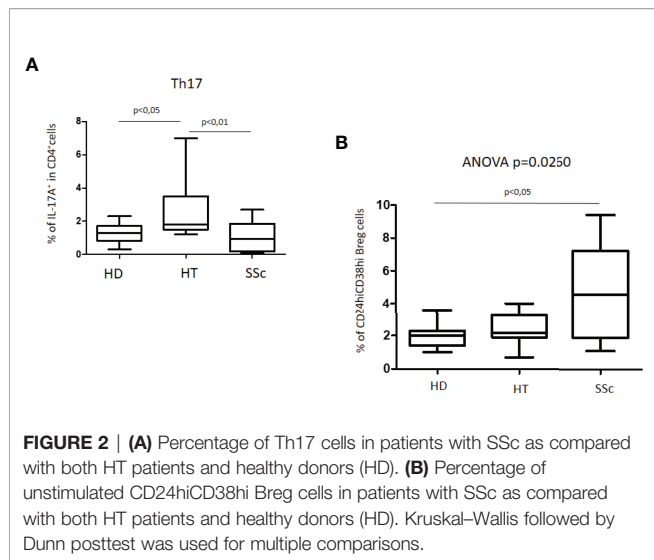 A
Th17
p<0,05
p<0,01
% of IL-17A⁺ in CD4⁺cells
8
6
4
2
0
HD
HT
SSc
B
ANOVA p=0.0260
p<0,05
% of CD24hiCD38hi Breg cells
10
8
6
4
2
0
HD
HT
SSc
FIGURE 2 | (A) Percentage of Th17 cells in patients with SSc as compared
with both HT patients and healthy donors (HD). (B) Percentage of
unstimulated CD24hiCD38hi Breg cells in patients with SSc as compared
with both HT patients and healthy donors (HD). Kruskal–Wallis followed by
Dunn posttest was used for multiple comparisons.